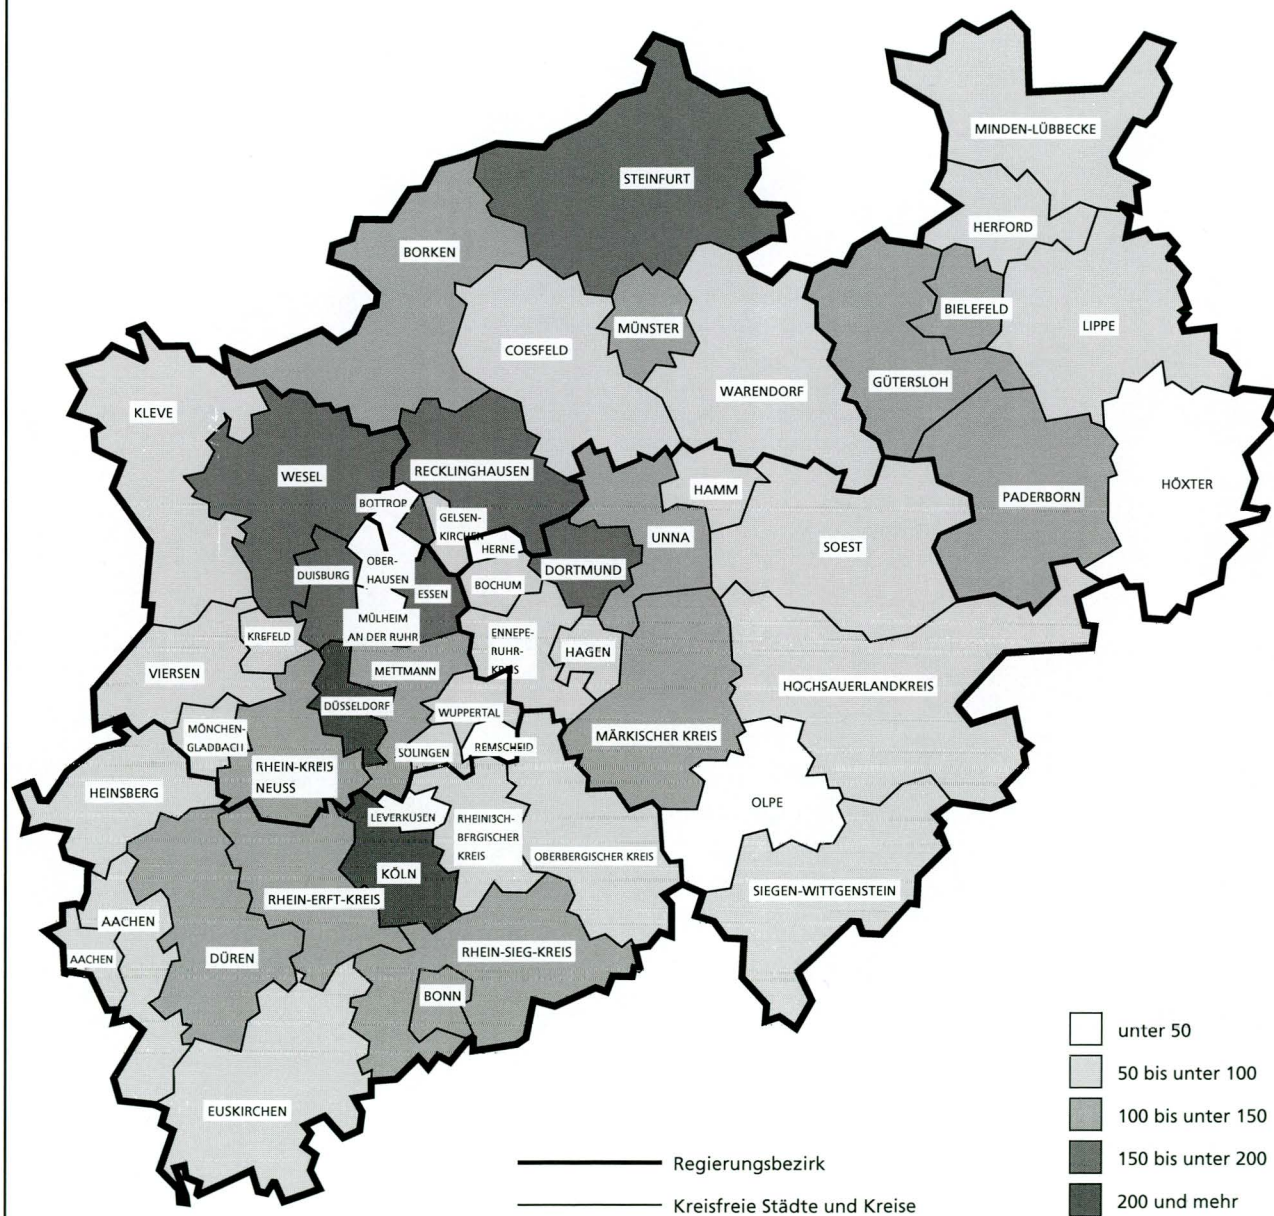 MINDEN-LÜBBECKE
STEINFURT
HERFORD
BORKEN
BIELEFELD
LIPPE
MÜNSTER
COESFELD
GÜTERSLOH
WARENDORF
KLEVE
RECKLINGHAUSEN
WESEL
HÖXTER
HAMM
PADERBORN
BOTTROP
GELSEN-
KIRCHEN
UNNA
SOEST
HERNE
OBER-
HAUSEN
DUISBURG
DORTMUND
BOCHUM
ESSEN
MÜLHEIM
AN DER RUHR
KREFELD
ENNEPE-
RUHR-
KREIS
HAGEN
VIERSEN
METTMANN
HOCHSAUERLANDKREIS
DÜSSELDORF
WUPPERTAL
MÖNCHEN-
GLADBACH
MÄRKISCHER KREIS
SOLINGEN
REMSCHEID
RHEIN-KREIS
NEUSS
HEINSBERG
OLPE
LEVERKUSEN
RHEINISCH-
BERGISCHER
KREIS
OBERBERGISCHER KREIS
KÖLN
SIEGEN-WITTGENSTEIN
RHEIN-ERFT-KREIS
AACHEN
AACHEN
DÜREN
RHEIN-SIEG-KREIS
BONN
EUSKIRCHEN
unter 50
50 bis unter 100
100 bis unter 150
150 bis unter 200
200 und mehr
Regierungsbezirk
Kreisfreie Städte und Kreise